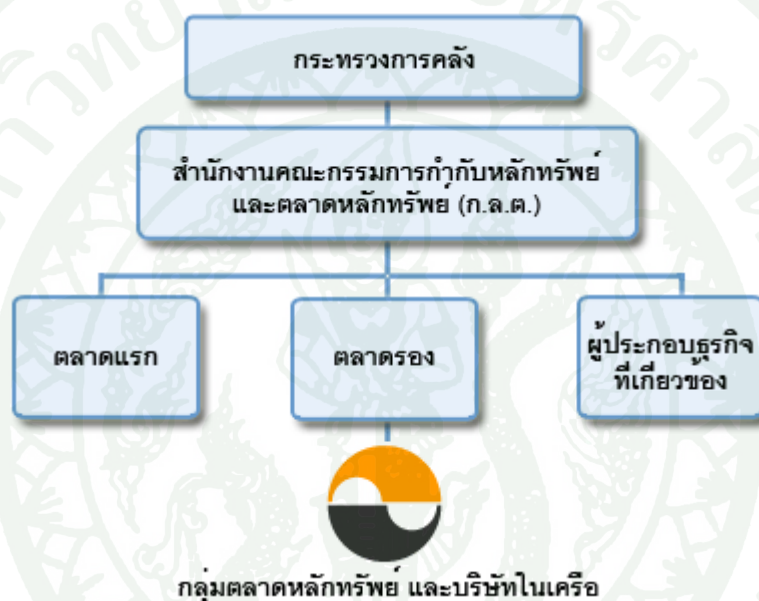 กระทรวงการคลัง
สำนักงานคณะกรรมการกำกับหลักทรัพย์
และตลาดหลักทรัพย์ (ก.ล.ต.)
ตลาดแรก
ตลาดรอง
ผู้ประกอบธุรกิจ
ที่เกี่ยวข้อง
กลุ่มตลาดหลักทรัพย์ และบริษัทในเครือ